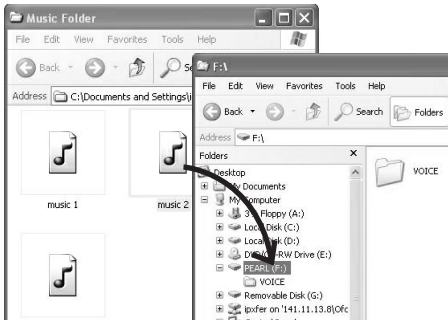 Music Folder
File Edit View Favorites Tools Help
Back
Address C:\Documents and Settings\i
music 1
music 2
F:\
File Edit View Favorites Tools Help
Back Search Folders
Address F:\
Folders
Desktop
My Documents
My Computer
Floppy (A:)
Local Disk (C:)
Local Disk (D:)
DVD/CD-RW Drive (E:)
PEARL (F:)
VOICE
Removable Disk (G:)
ipxfer on '141.11.13.8\Ofc
VOICE